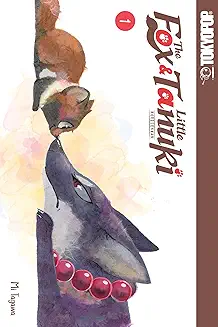 TOKYOPOP
The
Fox &
Little
Tanuki
1
Mi Tagawa